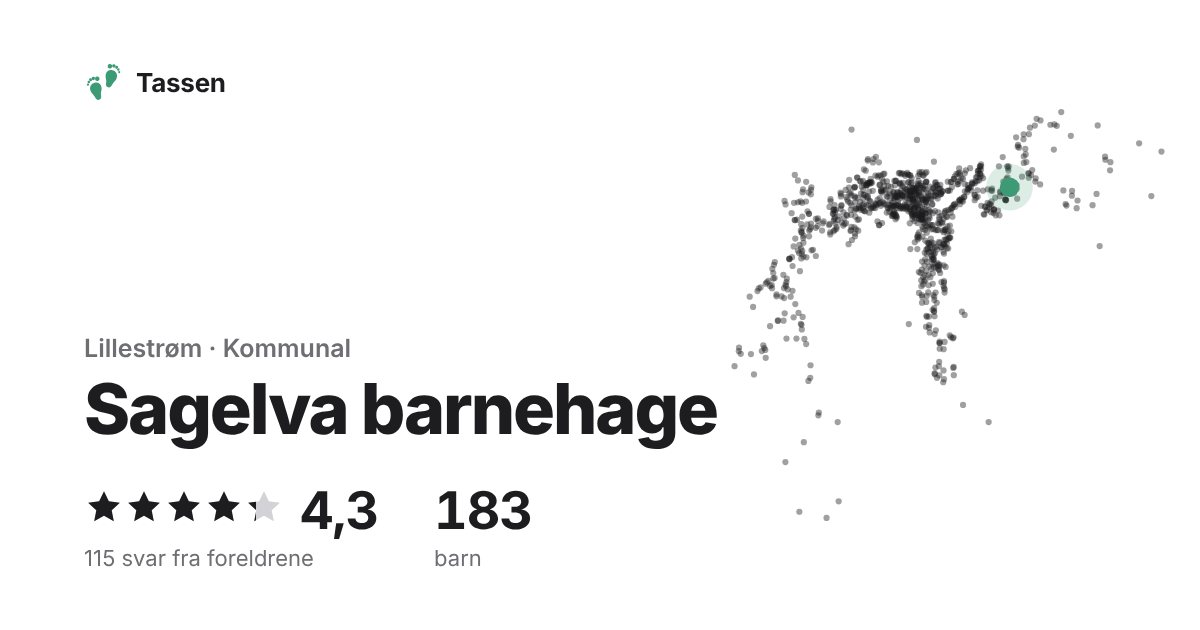 Tassen
Lillestrøm · Kommunal
Sagelva barnehage
4,3
183
115 svar fra foreldrene
barn